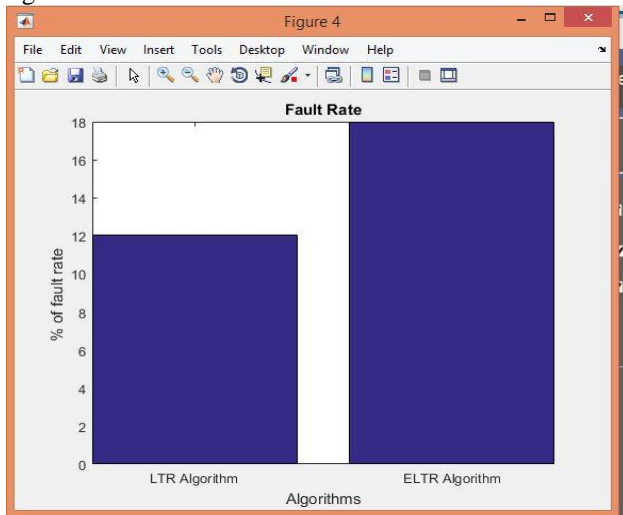 Figure 4
File Edit View Insert Tools Desktop Window Help
Fault Rate
18
16
14
12
10
8
6
4
2
0
% of fault rate
LTR Algorithm ELTR Algorithm
Algorithms